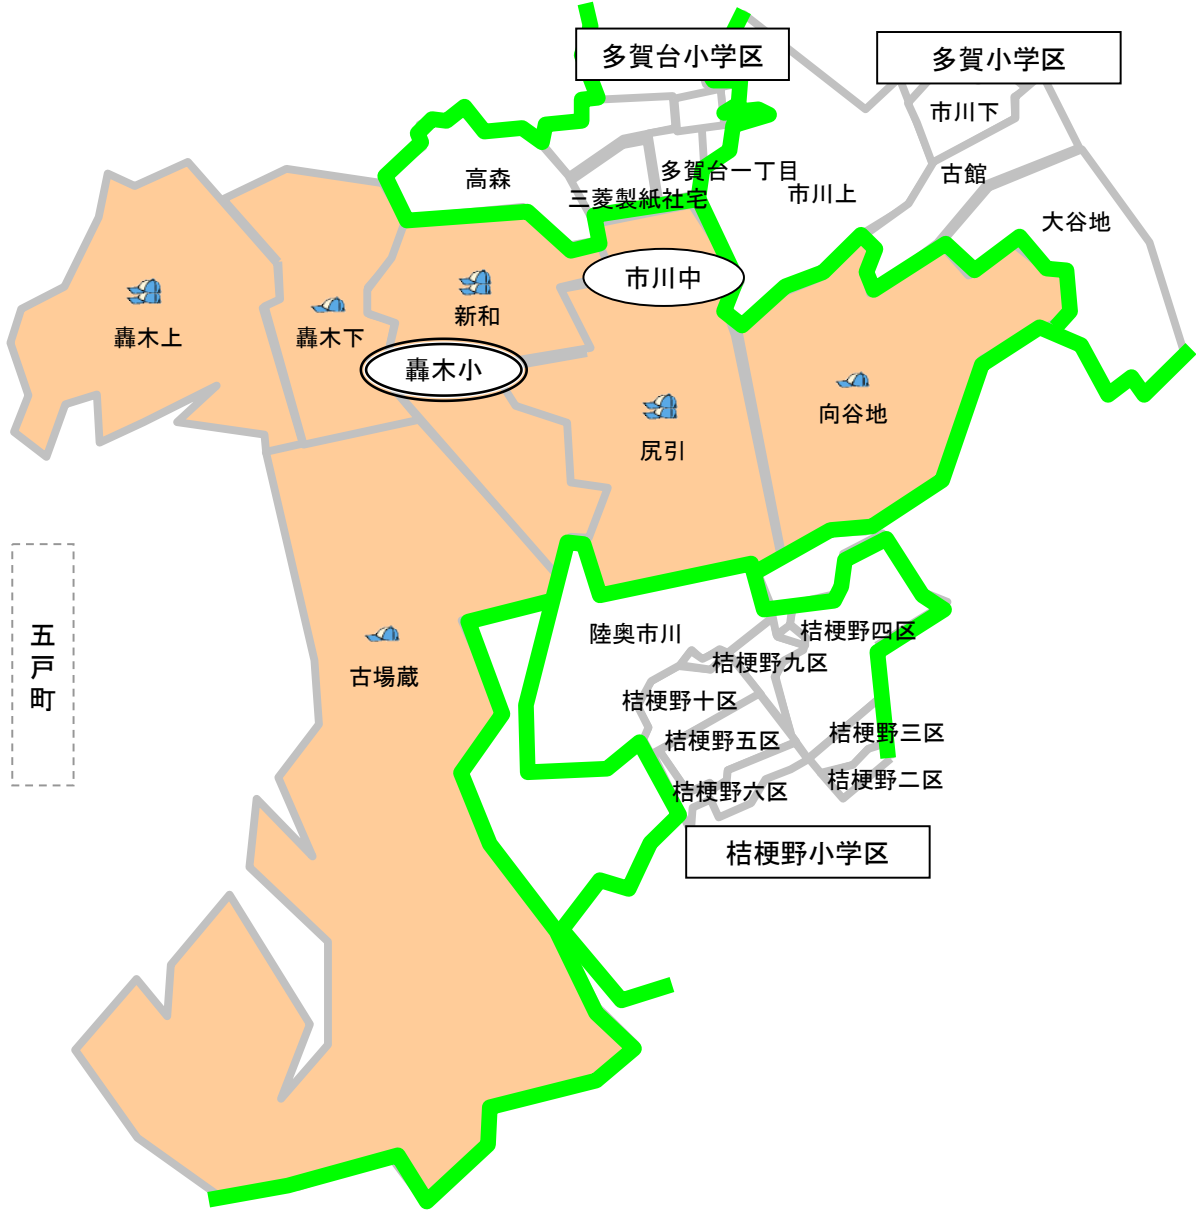 多賀台小学区
多賀小学区
市川下
高森
多賀台一丁目
古館
三菱製紙社宅
市川上
大谷地
市川中
轟木上
轟木下
新和
轟木小
向谷地
尻引
五戸町
陸奥市川
桔梗野四区
古場蔵
桔梗野九区
桔梗野十区
桔梗野五区
桔梗野三区
桔梗野六区
桔梗野二区
桔梗野小学区